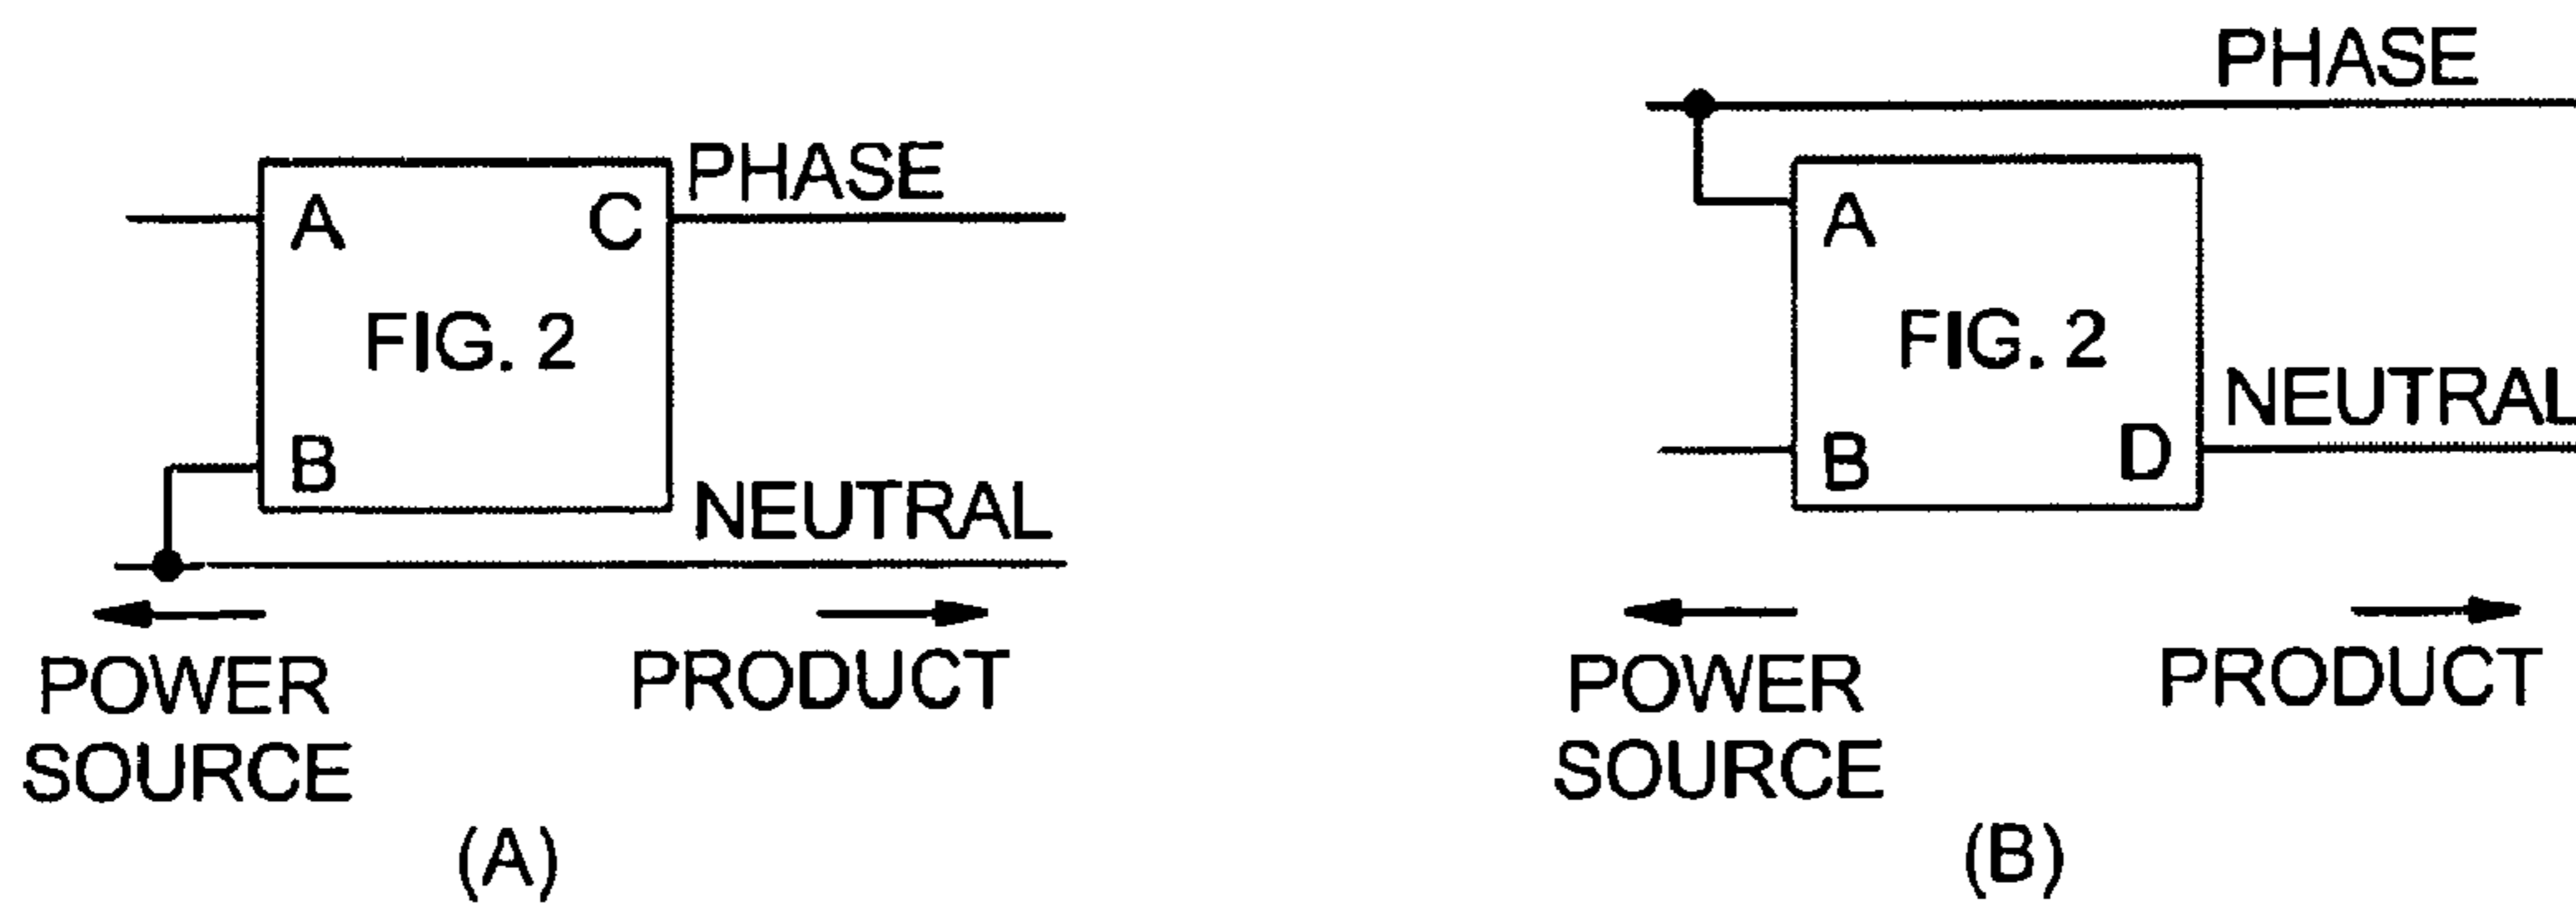 PHASE
A
C
FIG. 2
B
NEUTRAL
POWER
SOURCE
PRODUCT
(A)
PHASE
A
FIG. 2
NEUTRAL
B
D
POWER
SOURCE
PRODUCT
(B)